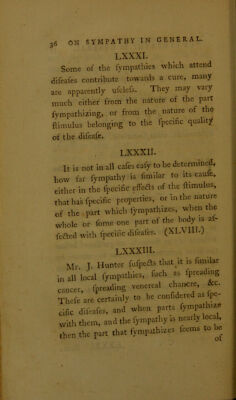 36 ON SYMPATHY IN GENERAL.
LXXXI.
Some of the ſympathies which attend
diſeaſes contribute towards a cure, many
are apparently uſeleſs. They may vary
much either from the nature of the part
ſympathizing, or from the nature of the
ſtimulus belonging to the ſpecific quality
of the diſeaſe.
LXXXII.
It is not in all caſes eaſy to be determined,
how far ſympathy is ſimilar to its cauſe,
either in the ſpecific effects of the ſtimulus,
that has ſpecific properties, or in the nature
of the part which ſympathizes, when the
whole or ſome one part of the body is af-
fected with ſpecific diſeaſes. (XLVIII.)
LXXXIII.
Mr. J. Hunter ſuſpects that it is ſimilar
in all local ſympathies, ſuch as ſpreading
cancer, ſpreading venereal chancre, &c.
Theſe are certainly to be conſidered as ſpe-
cific diſeaſes, and when parts ſympathize
with them, and the ſympathy is nearly local,
then the part that ſympathizes ſeems to be
of